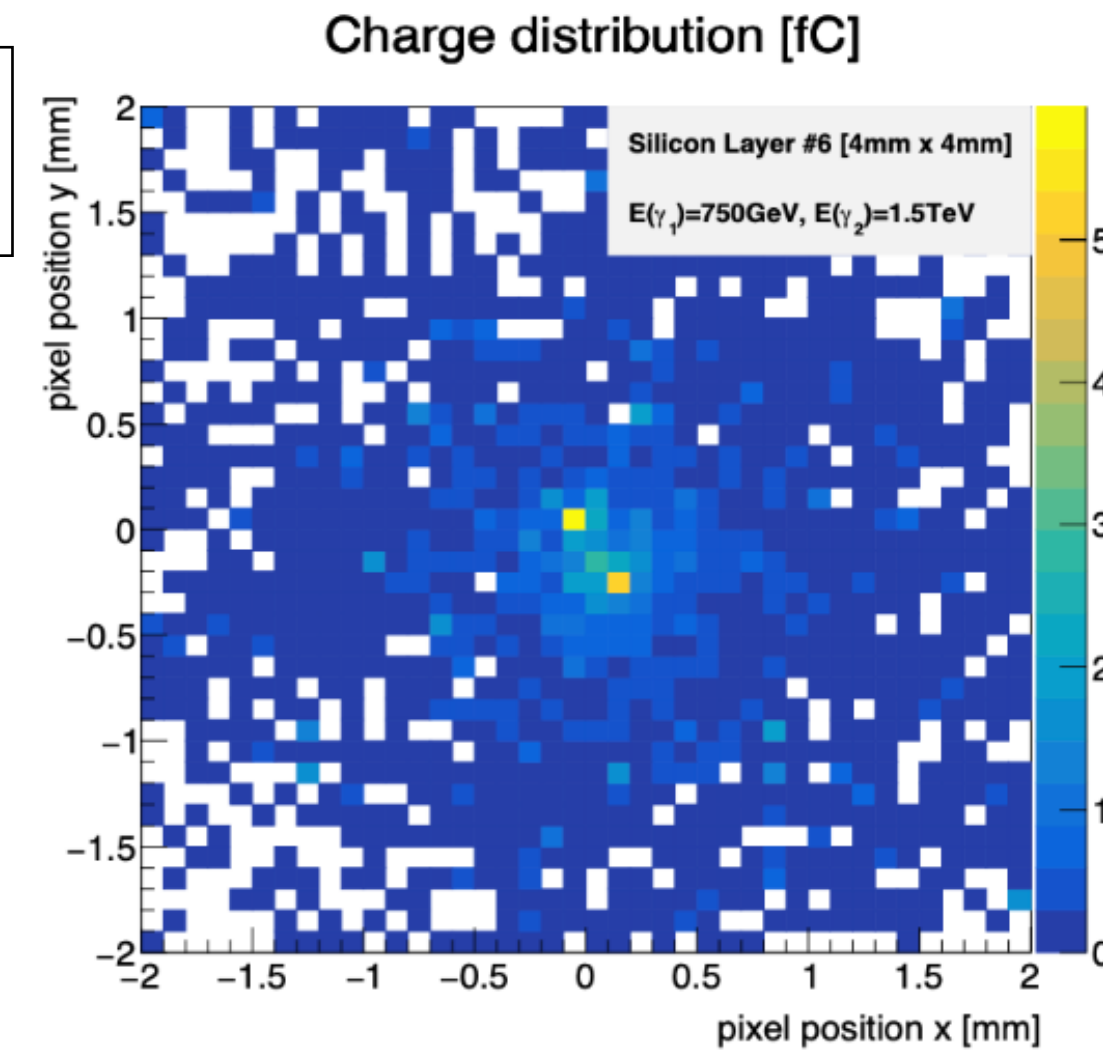 Charge distribution [fC]
pixel position y [mm]
2
1.5
1
0.5
0
−0.5
−1
−1.5
−2
Silicon Layer #6 [4mm x 4mm]
E(γ₁)=750GeV, E(γ₂)=1.5TeV
5
4
3
2
1
0
−2 −1.5 −1 −0.5 0 0.5 1 1.5 2
pixel position x [mm]